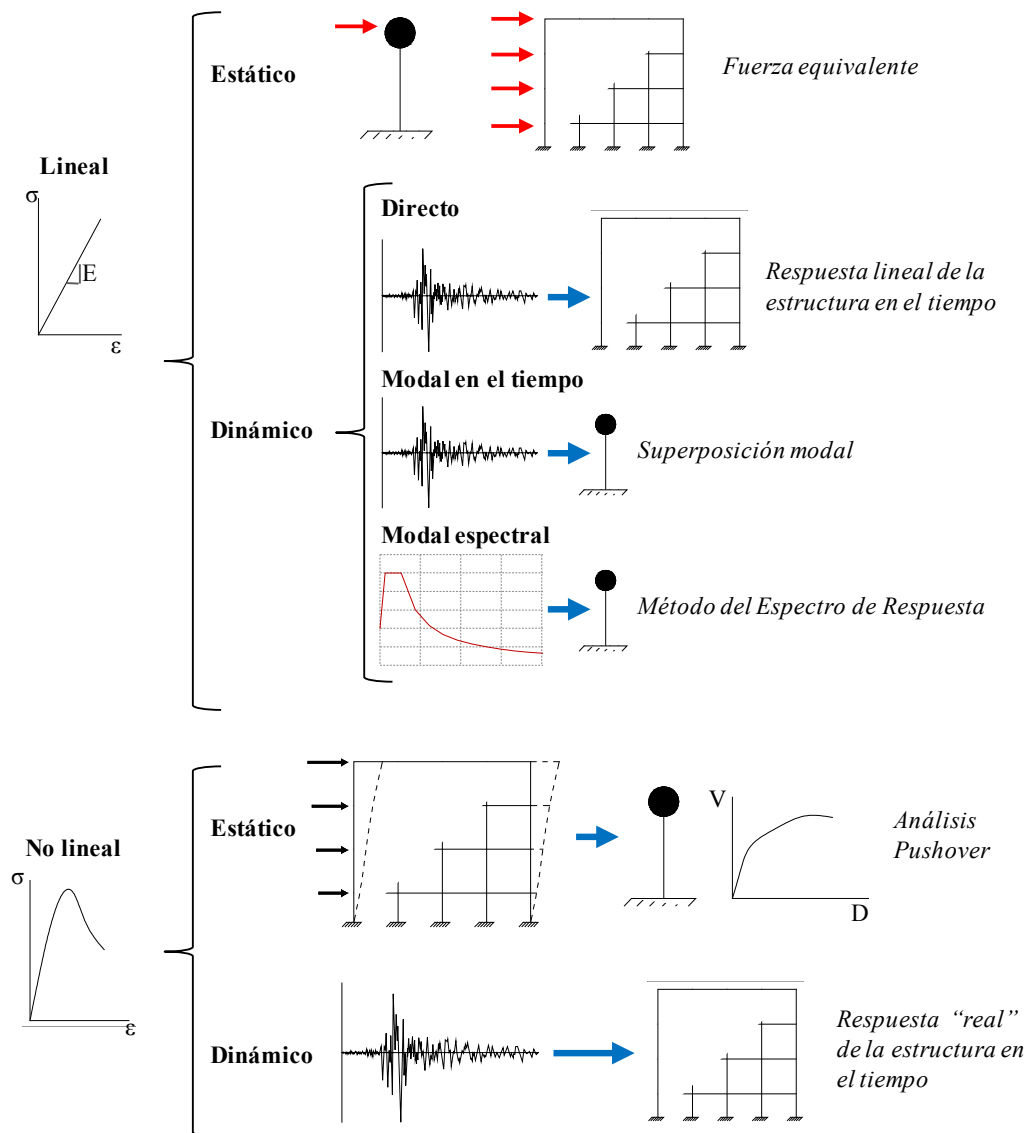 Estático
Fuerza equivalente
Lineal
σ
E
ε
Directo
Respuesta lineal de la
estructura en el tiempo
Modal en el tiempo
Dinámico
Superposición modal
Modal espectral
Método del Espectro de Respuesta
Estático
V
D
Análisis
Pushover
No lineal
σ
ε
Dinámico
Respuesta “real”
de la estructura en
el tiempo